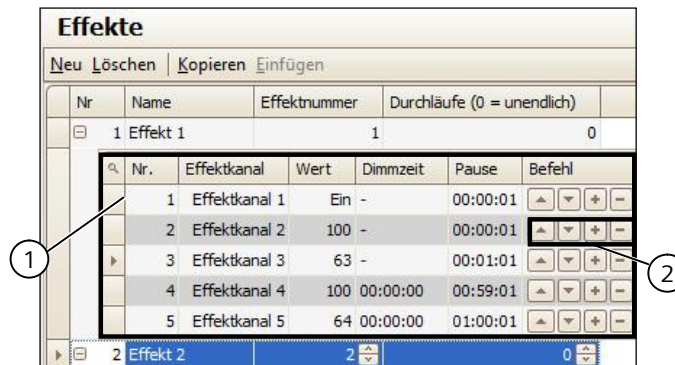 Effekte
Neu Löschen Kopieren Einfügen
Nr Name Effektnummer Durchläufe (0 = unendlich)
1 Effekt 1 1 0
Nr. Effektkanal Wert Dimmzeit Pause Befehl
1 Effektkanal 1 Ein - 00:00:01
2 Effektkanal 2 100 - 00:00:01
3 Effektkanal 3 63 - 00:01:01
4 Effektkanal 4 100 00:00:00 00:59:01
5 Effektkanal 5 64 00:00:00 01:00:01
2 Effekt 2 2 0
1
2